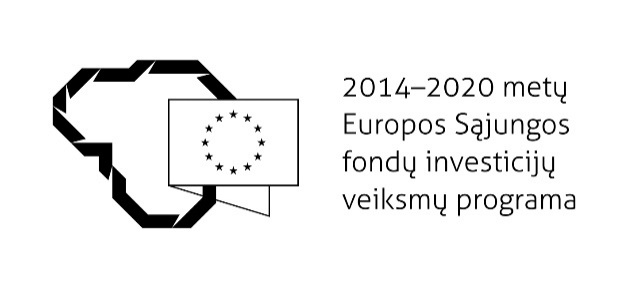 2014–2020 metų
Europos Sąjungos
fondų investicijų
veiksmų programa